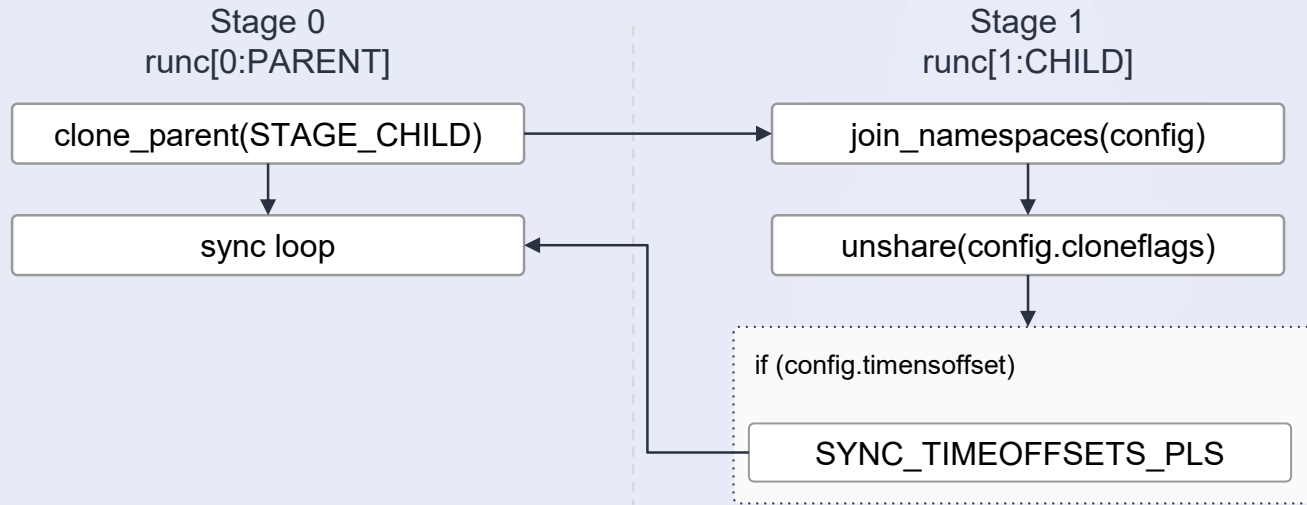 Stage 0
runc[0:PARENT]
Stage 1
runc[1:CHILD]
clone_parent(STAGE_CHILD)
join_namespaces(config)
sync loop
unshare(config.cloneflags)
if (config.timensoffset)
SYNC_TIMEOFFSETS_PLS